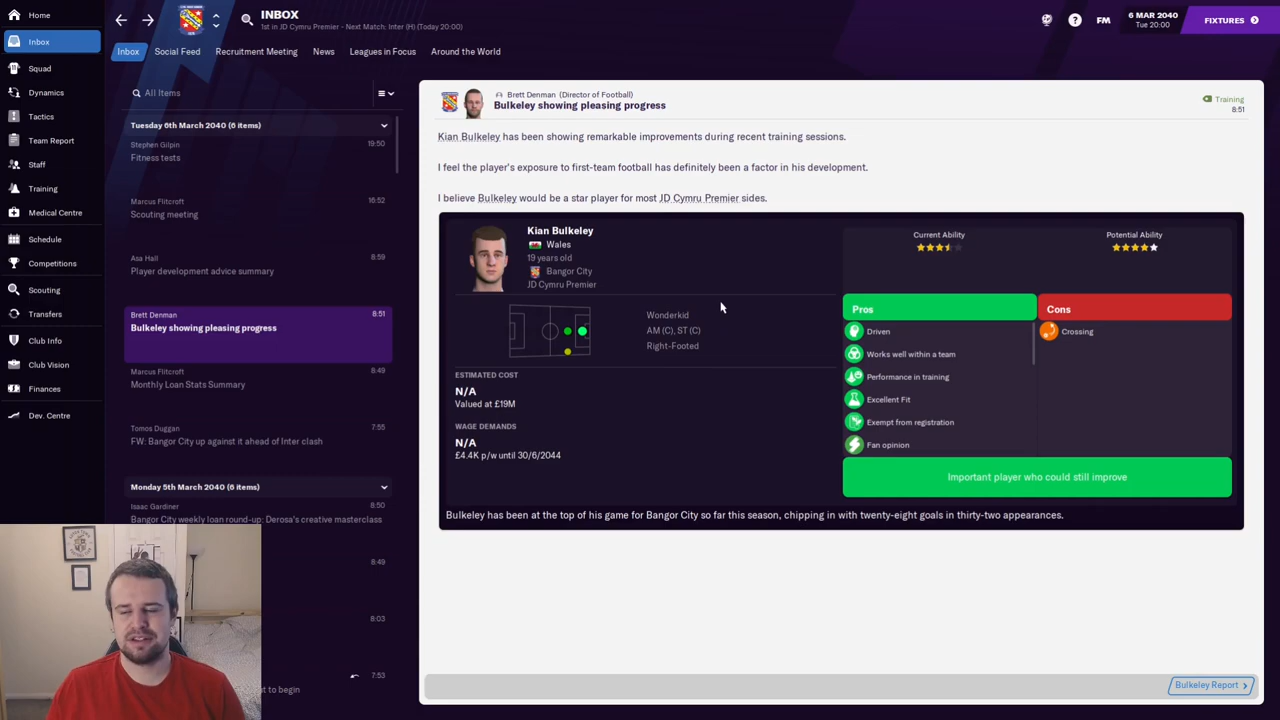 Home
Inbox
Squad
Dynamics
Tactics
Team Report
Staff
Training
Medical Centre
Schedule
Competitions
Scouting
Transfers
Club Info
Club Vision
Finances
Dev. Centre
INBOX
1st in JD Cymru Premier - Next Match: Inter (H) (Today 20:00)
?
FM
6 MAR 2040
Tue 20:00
FIXTURES
Inbox
Social Feed
Recruitment Meeting
News
Leagues in Focus
Around the World
All Items
Tuesday 6th March 2040 (6 items)
Stephen Gilpin 19:50
Fitness tests
Marcus Flitcroft 16:52
Scouting meeting
Asa Hall 8:59
Player development advice summary
Brett Denman 8:51
Bulkeley showing pleasing progress
Marcus Flitcroft 8:49
Monthly Loan Stats Summary
Tomos Duggan 7:55
FW: Bangor City up against it ahead of Inter clash
Monday 5th March 2040 (6 items)
Isaac Gardiner 8:50
Bangor City weekly loan round-up: Derosa's creative masterclass
8:49
8:03
7:53
to begin
Brett Denman (Director of Football)
Bulkeley showing pleasing progress
Training
8:51
Kian Bulkeley has been showing remarkable improvements during recent training sessions.
I feel the player's exposure to first-team football has definitely been a factor in his development.
I believe Bulkeley would be a star player for most JD Cymru Premier sides.
Kian Bulkeley
Wales
19 years old
Bangor City
JD Cymru Premier
Current Ability
Potential Ability
Wonderkid
AM (C), ST (C)
Right-Footed
ESTIMATED COST
N/A
Valued at £19M
WAGE DEMANDS
N/A
£4.4K p/w until 30/6/2044
Pros
Driven
Works well within a team
Performance in training
Excellent Fit
Exempt from registration
Fan opinion
Cons
Crossing
Important player who could still improve
Bulkeley has been at the top of his game for Bangor City so far this season, chipping in with twenty-eight goals in thirty-two appearances.
Bulkeley Report